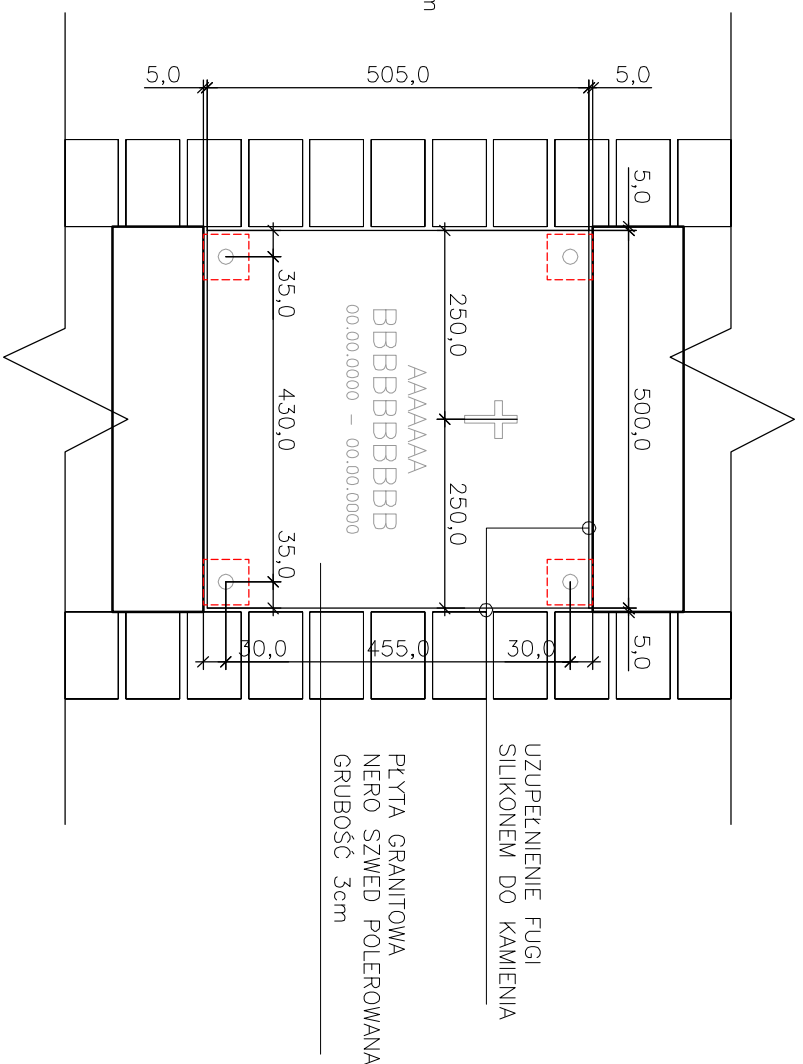 m
5,0
505,0
5,0
5,0
500,0
5,0
250,0
250,0
35,0
430,0
35,0
30,0
455,0
30,0
AAAAAAA
BBBBBBBBBB
00.00.0000 - 00.00.0000
UZUPEŁNIENIE FUGI
SILIKONEM DO KAMIENIA
PŁYTA GRANITOWA
NERO SZWED POLEROWANA
GRUBOŚĆ 3cm